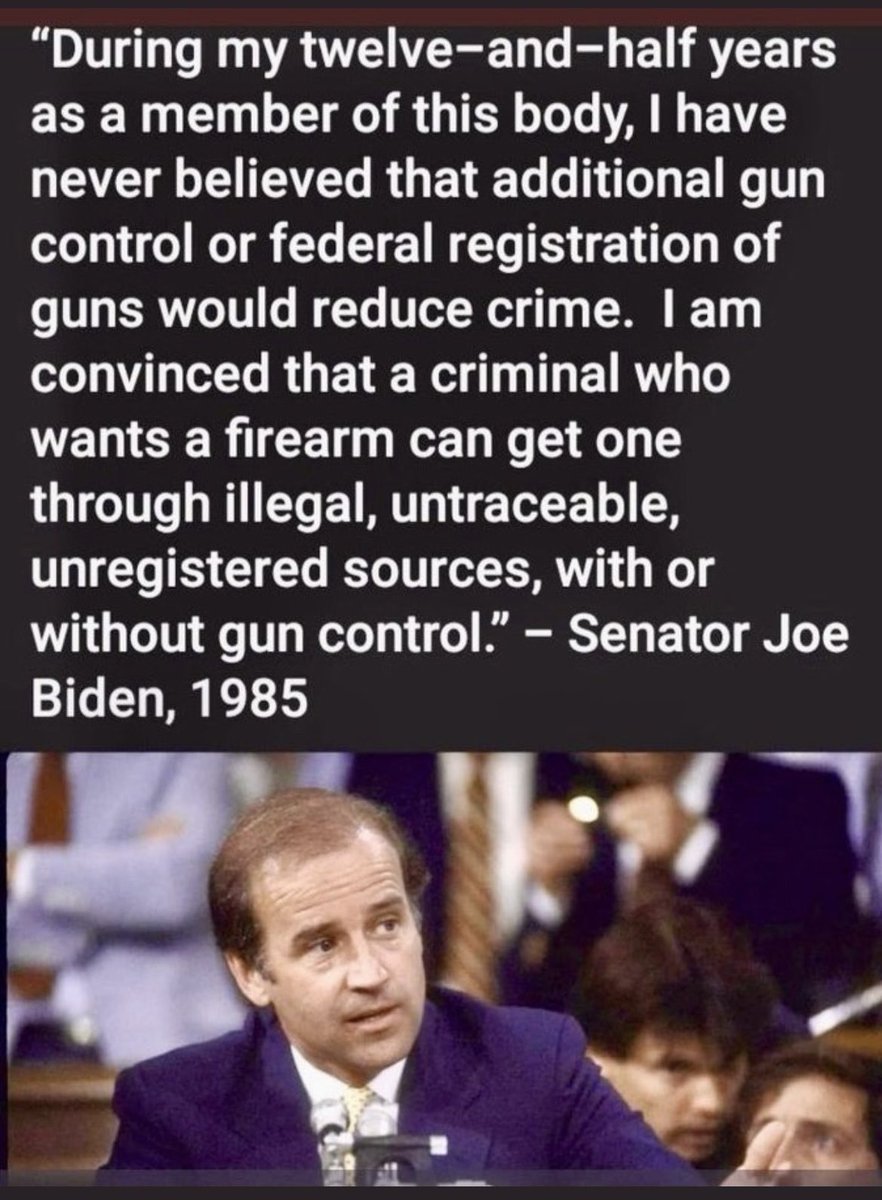 “During my twelve–and–half years
as a member of this body, I have
never believed that additional gun
control or federal registration of
guns would reduce crime.  I am
convinced that a criminal who
wants a firearm can get one
through illegal, untraceable,
unregistered sources, with or
without gun control.” – Senator Joe
Biden, 1985